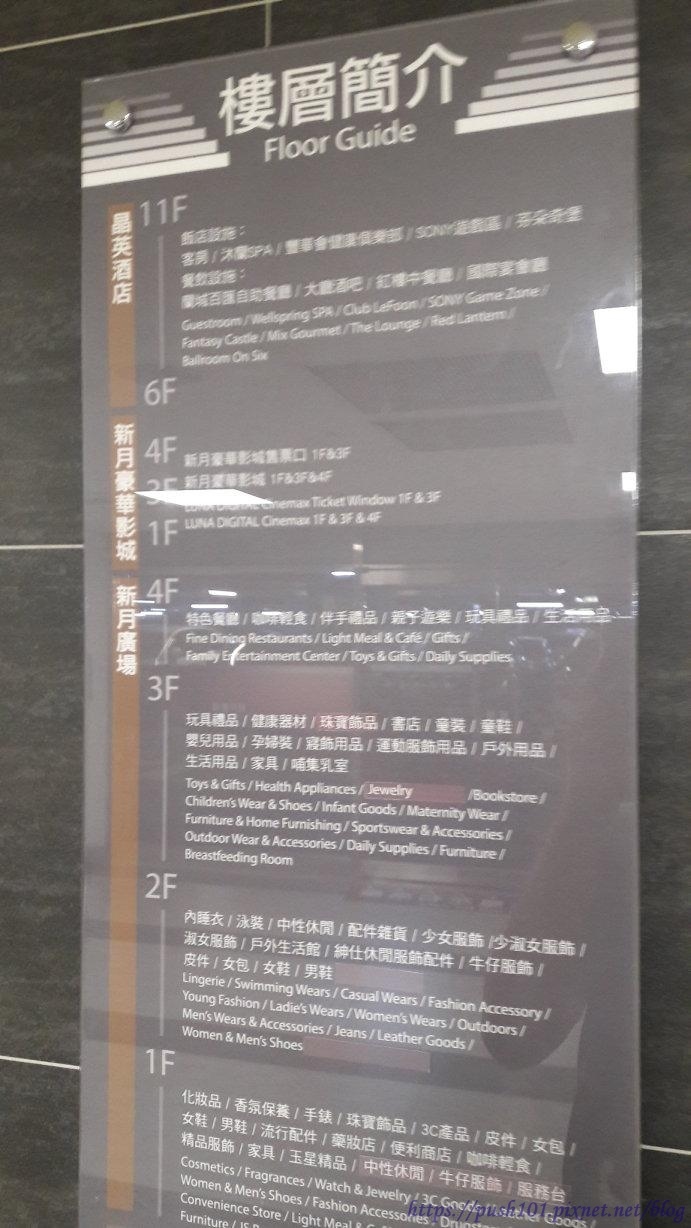 樓層簡介
Floor Guide
晶英酒店
11F
飯店設施：
客房 / 沐蘭SPA / 豐華會健康俱樂部 / SONY遊戲區 / 芬朵奇堡
餐飲設施：
蘭城百匯自助餐廳 / 大廳酒吧 / 紅樓中餐廳 / 國際宴會廳
Guestroom / Wellspring SPA / Club LeFoon / SONY Game Zone /
Fantasy Castle / Mix Gourmet / The Lounge / Red Lantern /
Ballroom On Six
6F
新月豪華影城
4F
新月豪華影城售票口 1F&3F
3F
新月豪華影城 1F&3F&4F
LUNA DIGITAL Cinemax Ticket Window 1F & 3F
1F
LUNA DIGITAL Cinemax 1F & 3F & 4F
新月廣場
4F
特色餐廳 / 咖啡輕食 / 伴手禮品 / 親子遊樂 / 玩具禮品 / 生活用品
Fine Dining Restaurants / Light Meal & Café / Gifts /
Family Entertainment Center / Toys & Gifts / Daily Supplies
3F
玩具禮品 / 健康器材 / 珠寶飾品 / 書店 / 童裝 / 童鞋 /
嬰兒用品 / 孕婦裝 / 寢飾用品 / 運動服飾用品 / 戶外用品 /
生活用品 / 家具 / 哺集乳室
Toys & Gifts / Health Appliances / Jewelry /Bookstore /
Children's Wear & Shoes / Infant Goods / Maternity Wear /
Furniture & Home Furnishing / Sportswear & Accessories /
Outdoor Wear & Accessories / Daily Supplies / Furniture /
Breastfeeding Room
2F
內睡衣 / 泳裝 / 中性休閒 / 配件雜貨 / 少女服飾 /少淑女服飾 /
淑女服飾 / 戶外生活館 / 紳仕休閒服飾配件 / 牛仔服飾 /
皮件 / 女包 / 女鞋 / 男鞋
Lingerie / Swimming Wears / Casual Wears / Fashion Accessory /
Young Fashion / Ladie's Wears / Women's Wears / Outdoors /
Men's Wears & Accessories / Jeans / Leather Goods /
Women & Men's Shoes
1F
化妝品 / 香氛保養 / 手錶 / 珠寶飾品 / 3C產品 / 皮件 / 女包 /
女鞋 / 男鞋 / 流行配件 / 藥妝店 / 便利商店 / 咖啡輕食 /
精品服飾 / 家具 / 玉星精品 / 中性休閒 / 牛仔服飾 / 服務台
Cosmetics / Fragrances / Watch & Jewelry / 3C Goods Goods
Women & Men's Shoes / Fashion Accessories
Convenience Store / Light Meal &
Furniture
https://push101.pixnet.net/blog